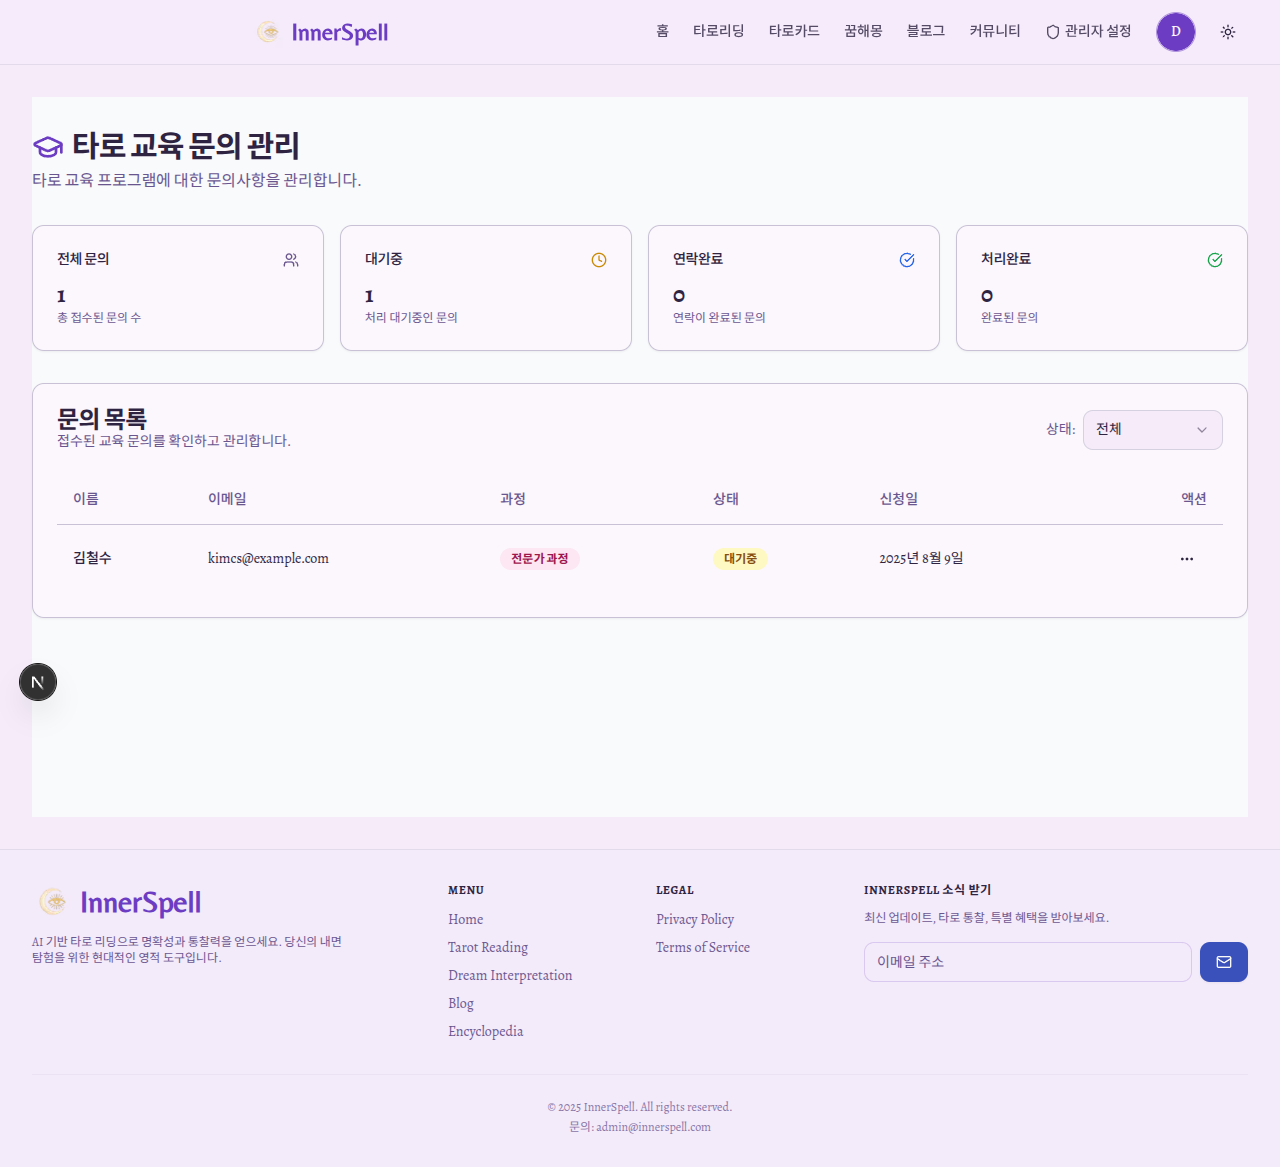 InnerSpell
홈
타로리딩
타로카드
꿈해몽
블로그
커뮤니티
관리자 설정
D
타로 교육 문의 관리
타로 교육 프로그램에 대한 문의사항을 관리합니다.
전체 문의
1
총 접수된 문의 수
대기중
1
처리 대기중인 문의
연락완료
0
연락이 완료된 문의
처리완료
0
완료된 문의
문의 목록
접수된 교육 문의를 확인하고 관리합니다.
상태:
전체
이름
이메일
과정
상태
신청일
액션
김철수
kimcs@example.com
전문가 과정
대기중
2025년 8월 9일
N
InnerSpell
AI 기반 타로 리딩으로 명확성과 통찰력을 얻으세요. 당신의 내면
탐험을 위한 현대적인 영적 도구입니다.
MENU
Home
Tarot Reading
Dream Interpretation
Blog
Encyclopedia
LEGAL
Privacy Policy
Terms of Service
INNERSPELL 소식 받기
최신 업데이트, 타로 통찰, 특별 혜택을 받아보세요.
이메일 주소
© 2025 InnerSpell. All rights reserved.
문의: admin@innerspell.com